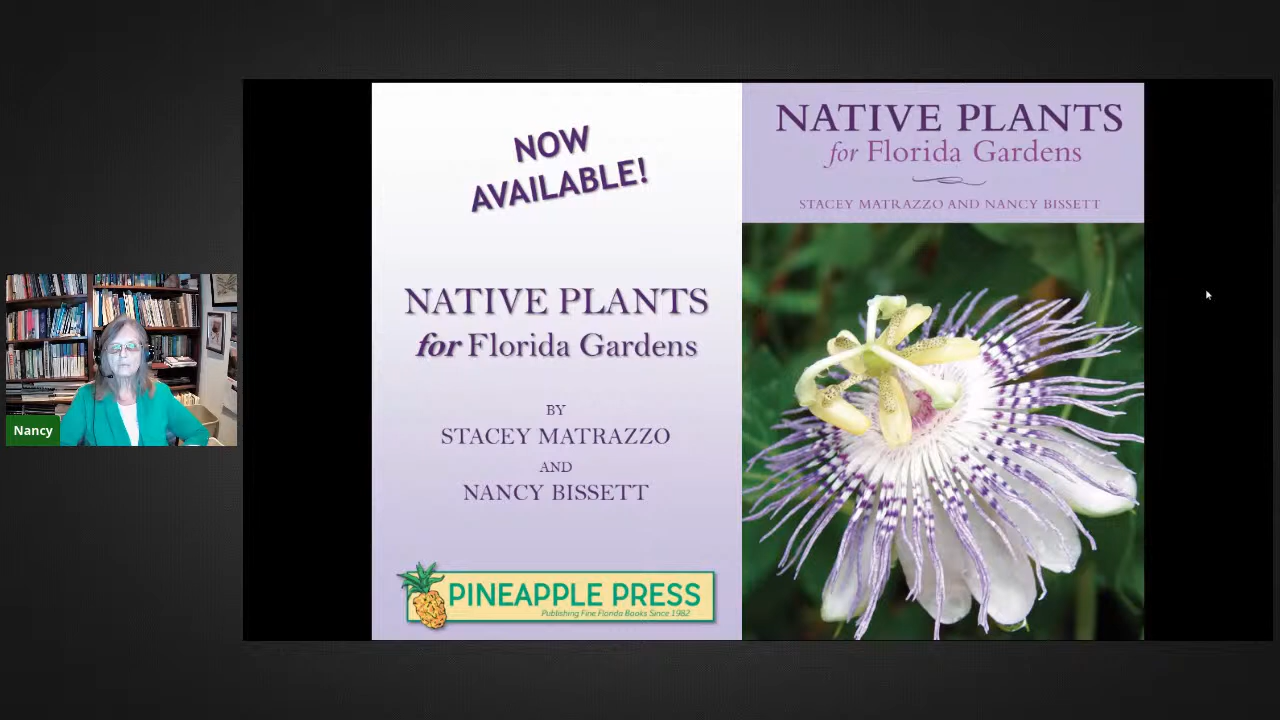 NOW
AVAILABLE!
NATIVE PLANTS
for Florida Gardens
BY
STACEY MATRAZZO
AND
NANCY BISSETT
PINEAPPLE PRESS
Publishing Fine Florida Books Since 1982
NATIVE PLANTS
for Florida Gardens
STACEY MATRAZZO AND NANCY BISSETT
Nancy